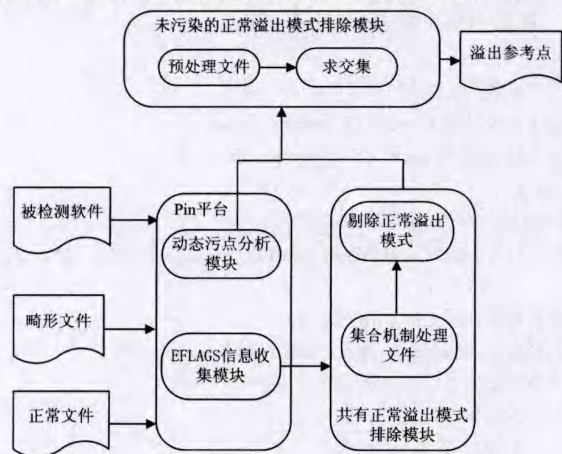 未污染的正常溢出模式排除模块
预处理文件
求交集
溢出参考点
被检测软件
畸形文件
正常文件
Pin平台
动态污点分析
模块
EFLAGS信息收
集模块
剔除正常溢出
模式
集合机制处理
文件
共有正常溢出模式
排除模块